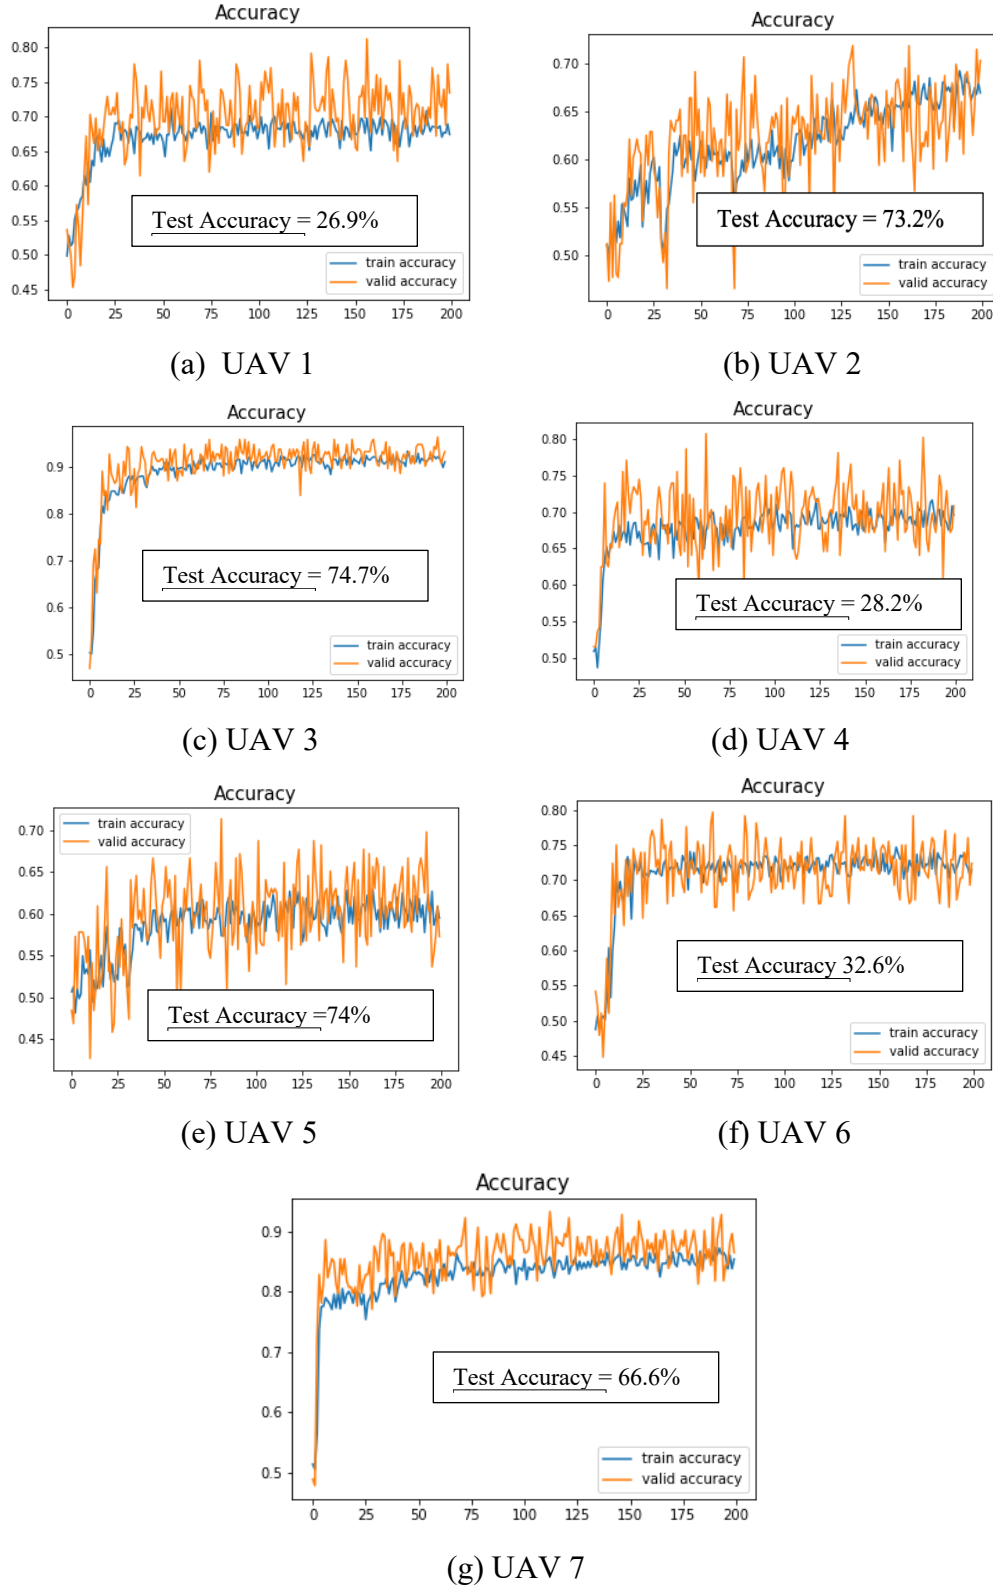 Accuracy
0.80
0.75
0.70
0.65
0.60
0.55
0.50
0.45
Test Accuracy = 26.9%
train accuracy
valid accuracy
0 25 50 75 100 125 150 175 200
(a) UAV 1
Accuracy
0.70
0.65
0.60
0.55
0.50
Test Accuracy = 73.2%
train accuracy
valid accuracy
0 25 50 75 100 125 150 175 200
(b) UAV 2
Accuracy
0.9
0.8
0.7
0.6
0.5
Test Accuracy = 74.7%
train accuracy
valid accuracy
0 25 50 75 100 125 150 175 200
(c) UAV 3
Accuracy
0.80
0.75
0.70
0.65
0.60
0.55
0.50
Test Accuracy = 28.2%
train accuracy
valid accuracy
0 25 50 75 100 125 150 175 200
(d) UAV 4
Accuracy
0.70
0.65
0.60
0.55
0.50
0.45
train accuracy
valid accuracy
Test Accuracy =74%
0 25 50 75 100 125 150 175 200
(e) UAV 5
Accuracy
0.80
0.75
0.70
0.65
0.60
0.55
0.50
0.45
Test Accuracy 32.6%
train accuracy
valid accuracy
0 25 50 75 100 125 150 175 200
(f) UAV 6
Accuracy
0.9
0.8
0.7
0.6
0.5
Test Accuracy = 66.6%
train accuracy
valid accuracy
0 25 50 75 100 125 150 175 200
(g) UAV 7